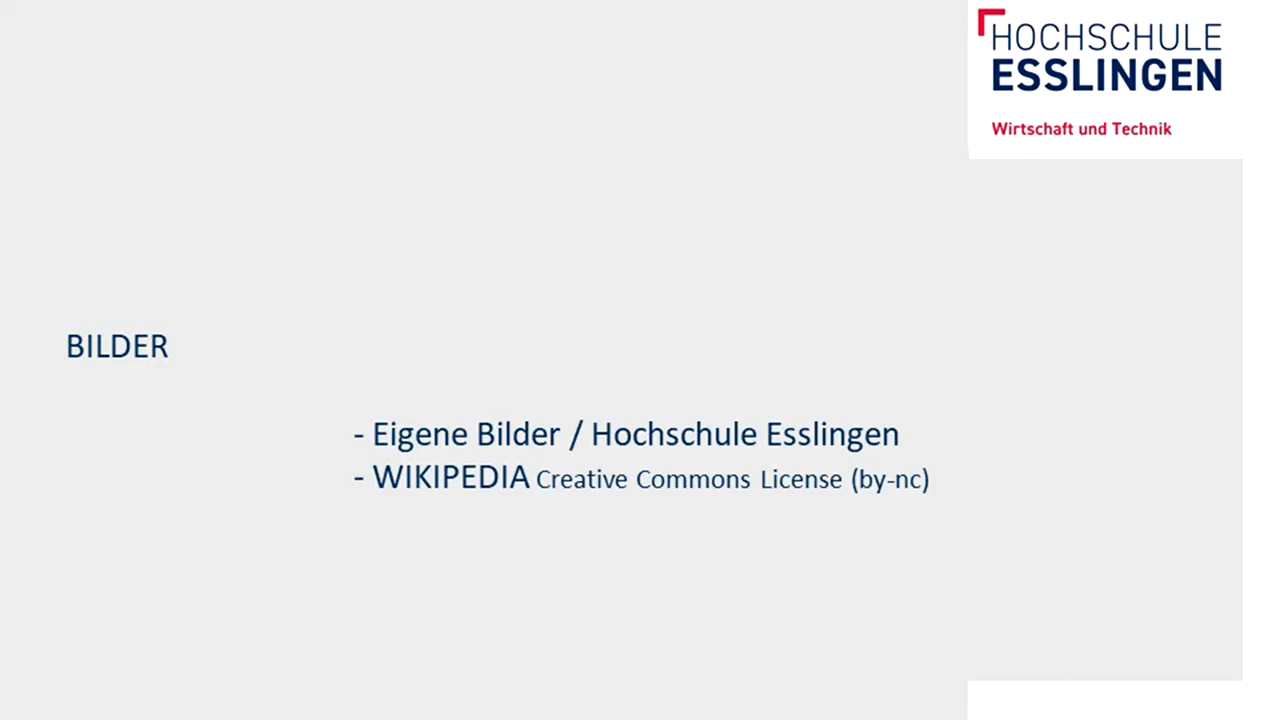 HOCHSCHULE
ESSLINGEN
Wirtschaft und Technik
BILDER
- Eigene Bilder / Hochschule Esslingen
- WIKIPEDIA Creative Commons License (by-nc)